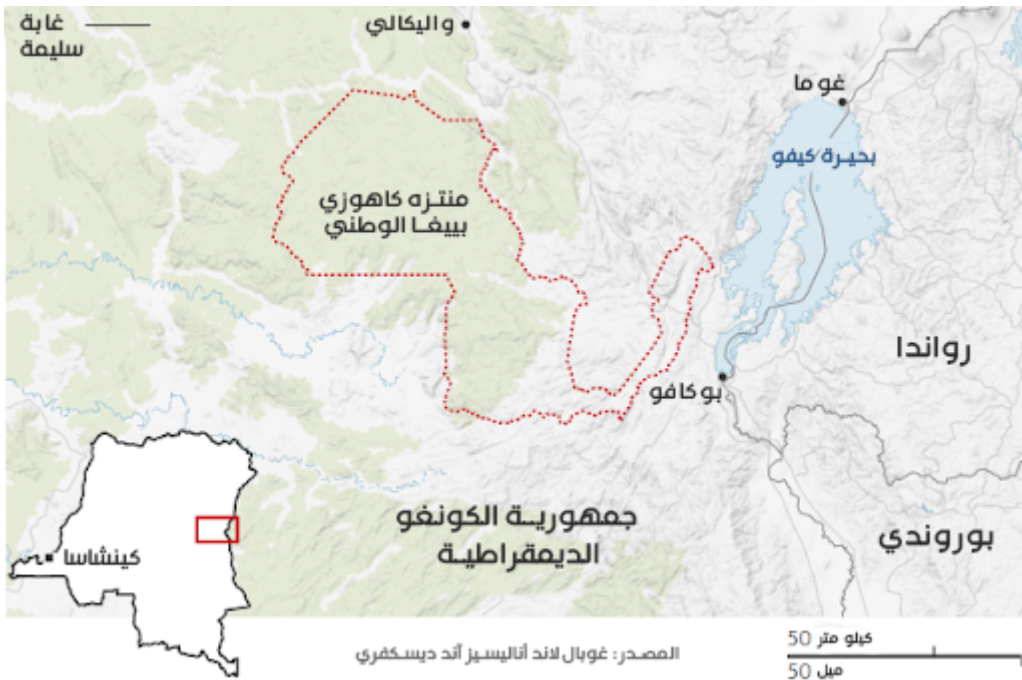 غابة
سليمة
واليكالي
غوما
بحيرة كيفو
منتزه كاهوزي
بييغا الوطني
رواندا
بوكافو
جمهورية الكونغو
الديمقراطية
بوروندي
كينشاسا
50 كيلو متر
50 ميل
المصدر: غوبال لاند أناليسيز آند ديسكفري